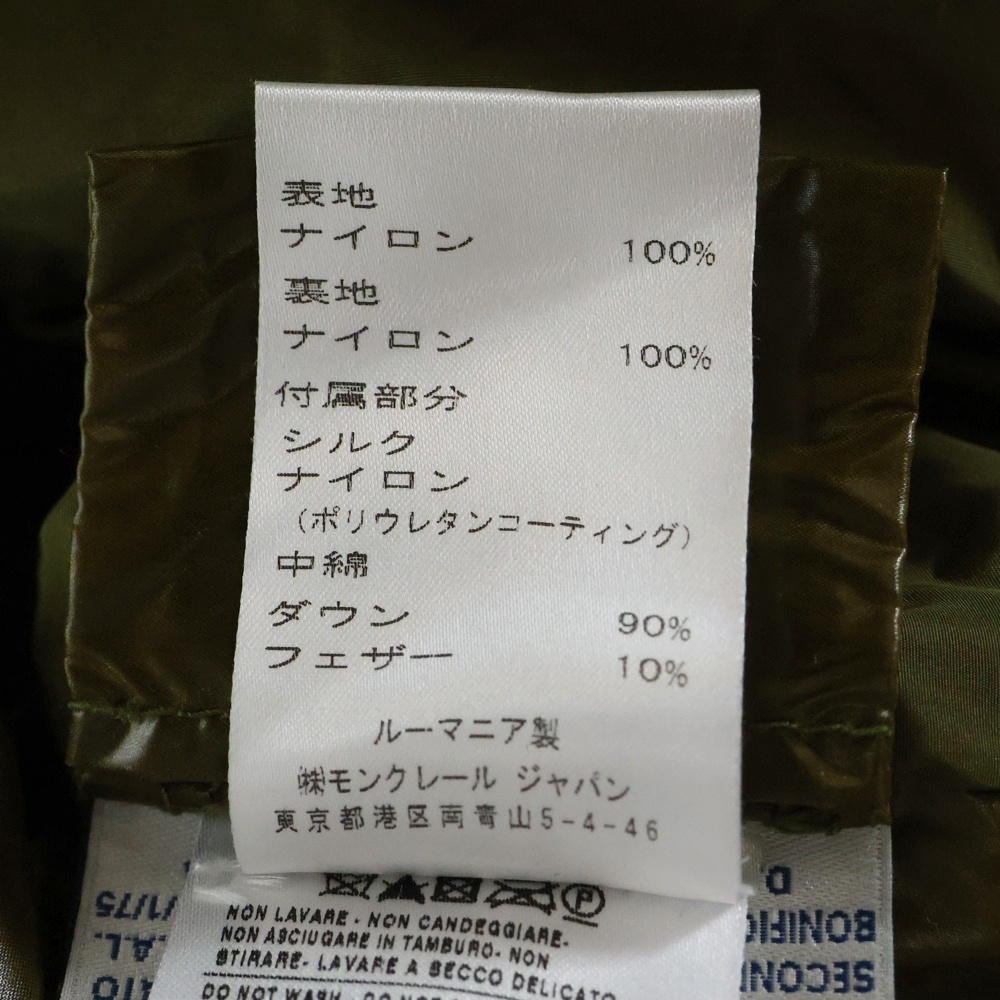 表地
ナイロン 100%
裏地
ナイロン 100%
付属部分
シルク
ナイロン
(ポリウレタンコーティング)
中綿
ダウン 90%
フェザー 10%
ルーマニア製
㈱モンクレール ジャパン
東京都港区南青山5-4-46
P
NON LAVARE - NON CANDEGGIARE-
NON ASCIUGARE IN TAMBURO- NON
STIRARE- LAVARE A SECCO DELICATO
DO NOT WASH - DO NOT
SECON
BONIFIC
D.